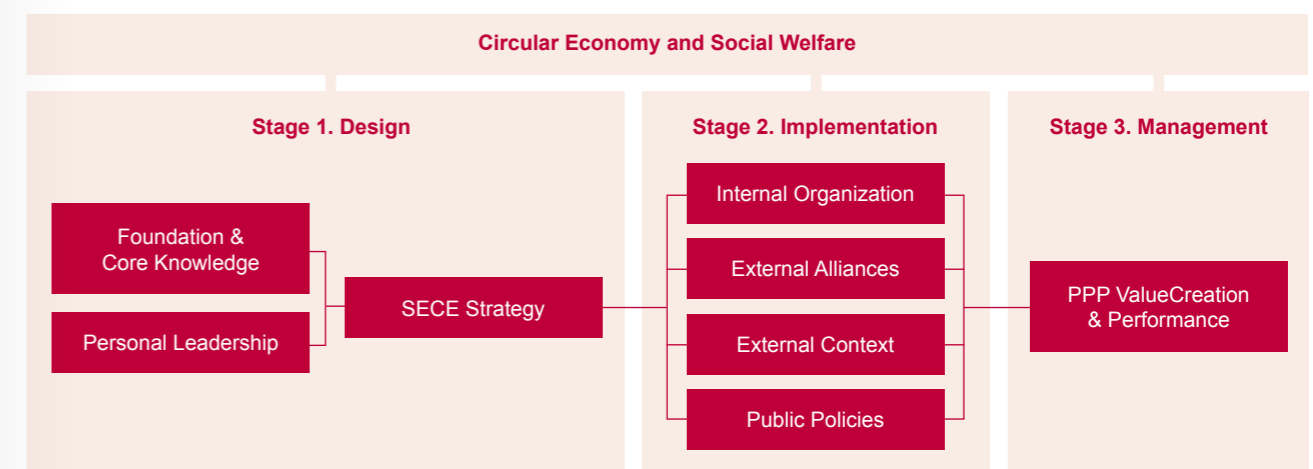 Circular Economy and Social Welfare
Stage 1. Design
Foundation &
Core Knowledge
Personal Leadership
SECE Strategy
Stage 2. Implementation
Internal Organization
External Alliances
External Context
Public Policies
Stage 3. Management
PPP ValueCreation
& Performance